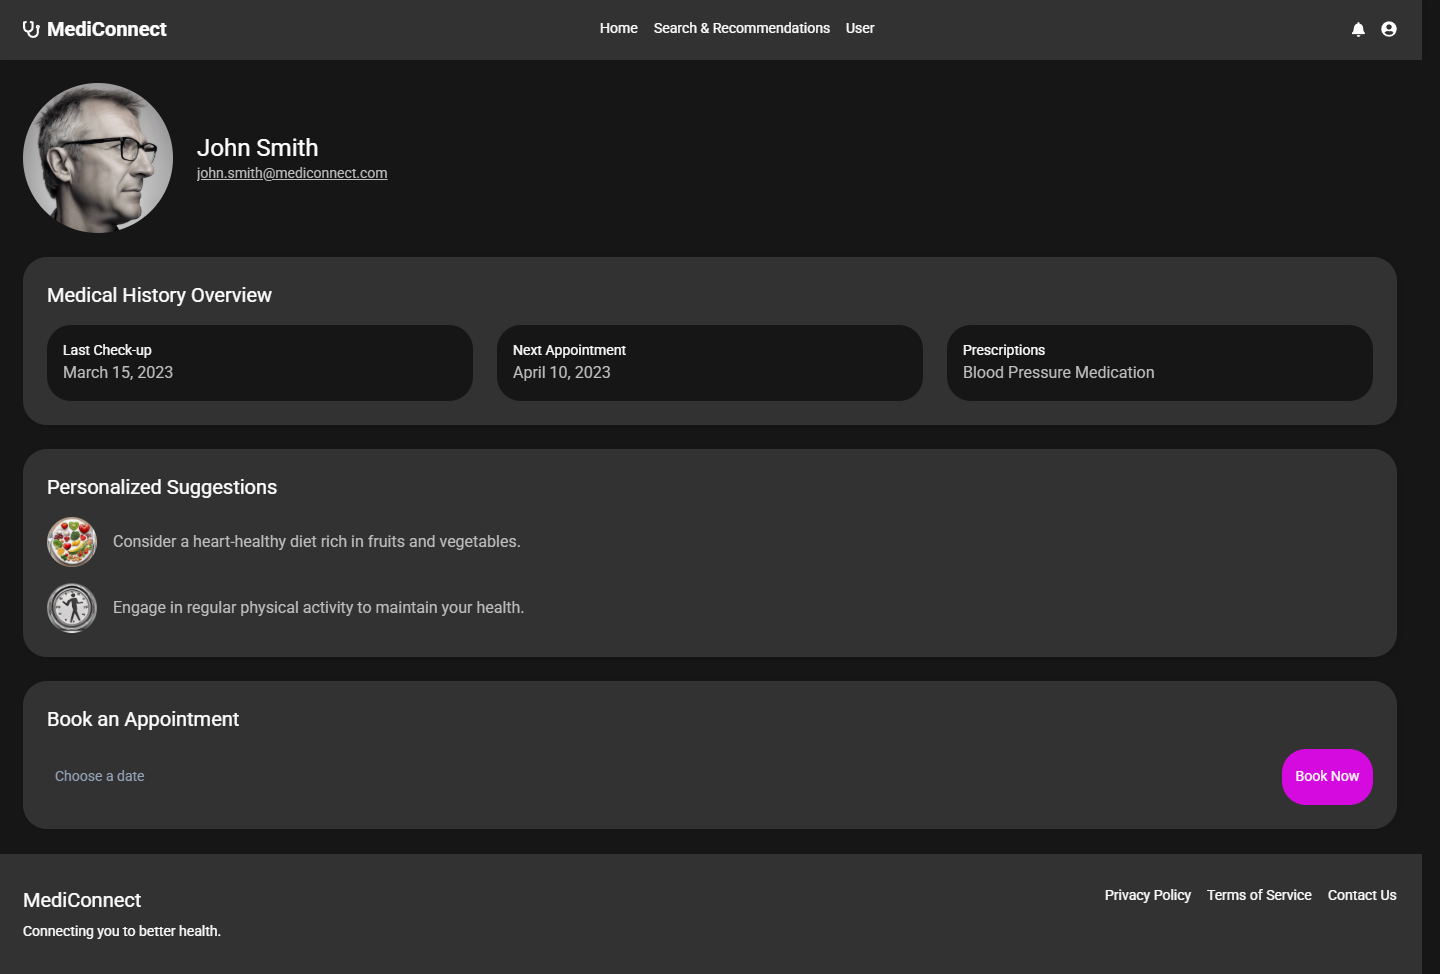 MediConnect
Home Search & Recommendations User
John Smith
john.smith@mediconnect.com
Medical History Overview
Last Check-up
March 15, 2023
Next Appointment
April 10, 2023
Prescriptions
Blood Pressure Medication
Personalized Suggestions
Consider a heart-healthy diet rich in fruits and vegetables.
Engage in regular physical activity to maintain your health.
Book an Appointment
Choose a date
Book Now
MediConnect
Connecting you to better health.
Privacy Policy Terms of Service Contact Us